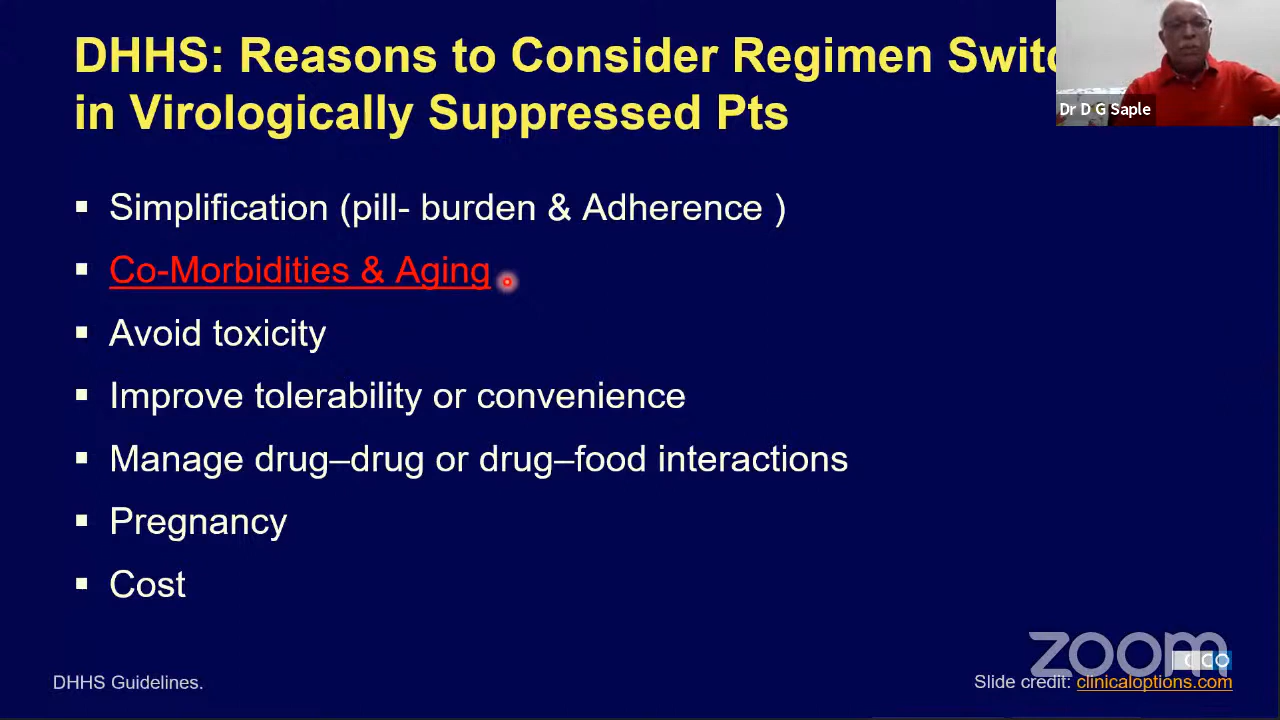 DHHS: Reasons to Consider Regimen Switc
in Virologically Suppressed Pts
Dr D G Saple
▪ Simplification (pill- burden & Adherence )
▪ Co-Morbidities & Aging
▪ Avoid toxicity
▪ Improve tolerability or convenience
▪ Manage drug–drug or drug–food interactions
▪ Pregnancy
▪ Cost
zoom
CCO
DHHS Guidelines.
Slide credit: clinicaloptions.com